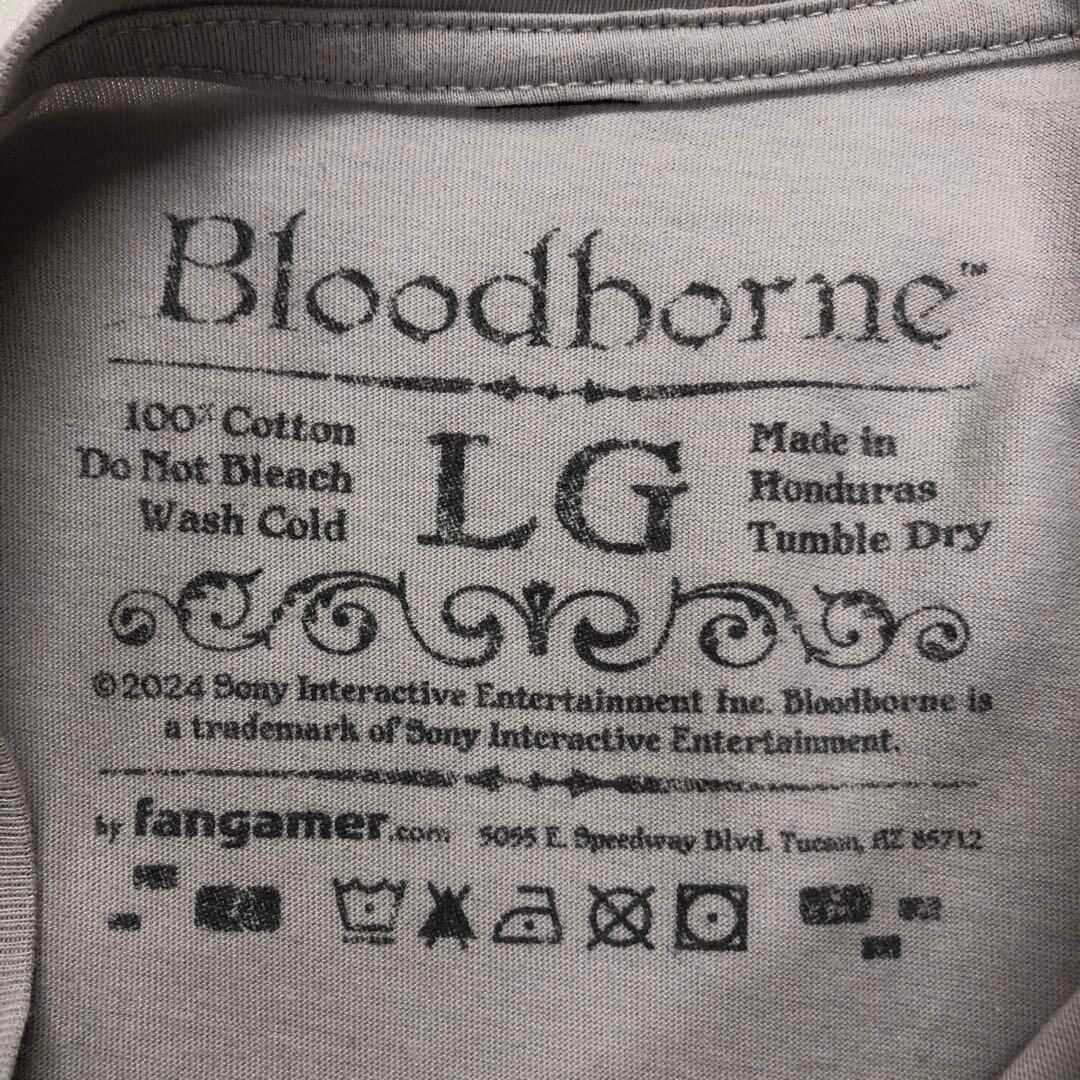 Bloodborne™
100% Cotton
Do Not Bleach
Wash Cold
LG
Made in
Honduras
Tumble Dry
©2024 Sony Interactive Entertainment Inc. Bloodborne is
a trademark of Sony Interactive Entertainment.
by fangamer.com 5055 E. Speedway Blvd. Tucson, AZ 85712